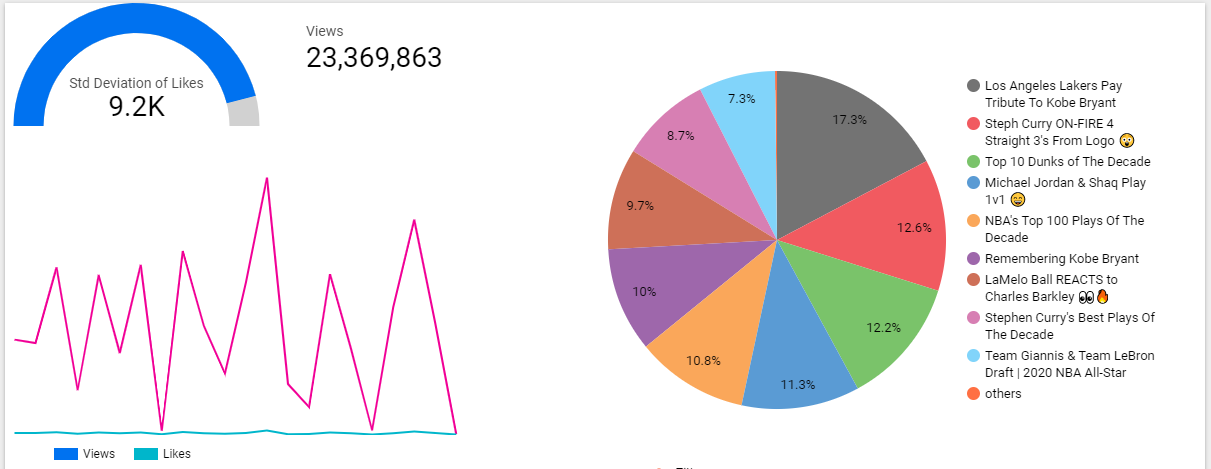 Std Deviation of Likes
9.2K
Views
23,369,863
Views
Likes
17.3%
12.6%
12.2%
11.3%
10.8%
10%
9.7%
8.7%
7.3%
Los Angeles Lakers Pay
Tribute To Kobe Bryant
Steph Curry ON-FIRE 4
Straight 3's From Logo 😲
Top 10 Dunks of The Decade
Michael Jordan & Shaq Play
1v1 😄
NBA's Top 100 Plays Of The
Decade
Remembering Kobe Bryant
LaMelo Ball REACTS to
Charles Barkley 👀🔥
Stephen Curry's Best Plays Of
The Decade
Team Giannis & Team LeBron
Draft | 2020 NBA All-Star
others